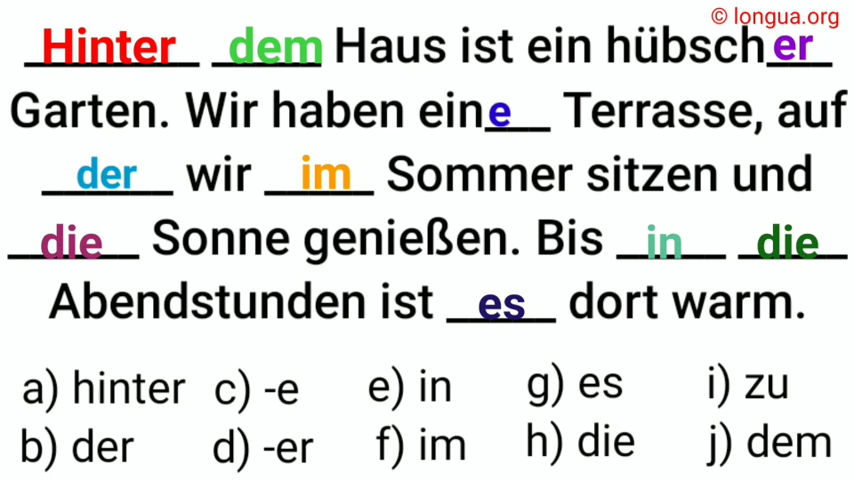 © longua.org
Hinter dem Haus ist ein hübscher
Garten. Wir haben eine Terrasse, auf
der wir im Sommer sitzen und
die Sonne genießen. Bis in die
Abendstunden ist es dort warm.
a) hinter c) -e e) in g) es i) zu
b) der d) -er f) im h) die j) dem